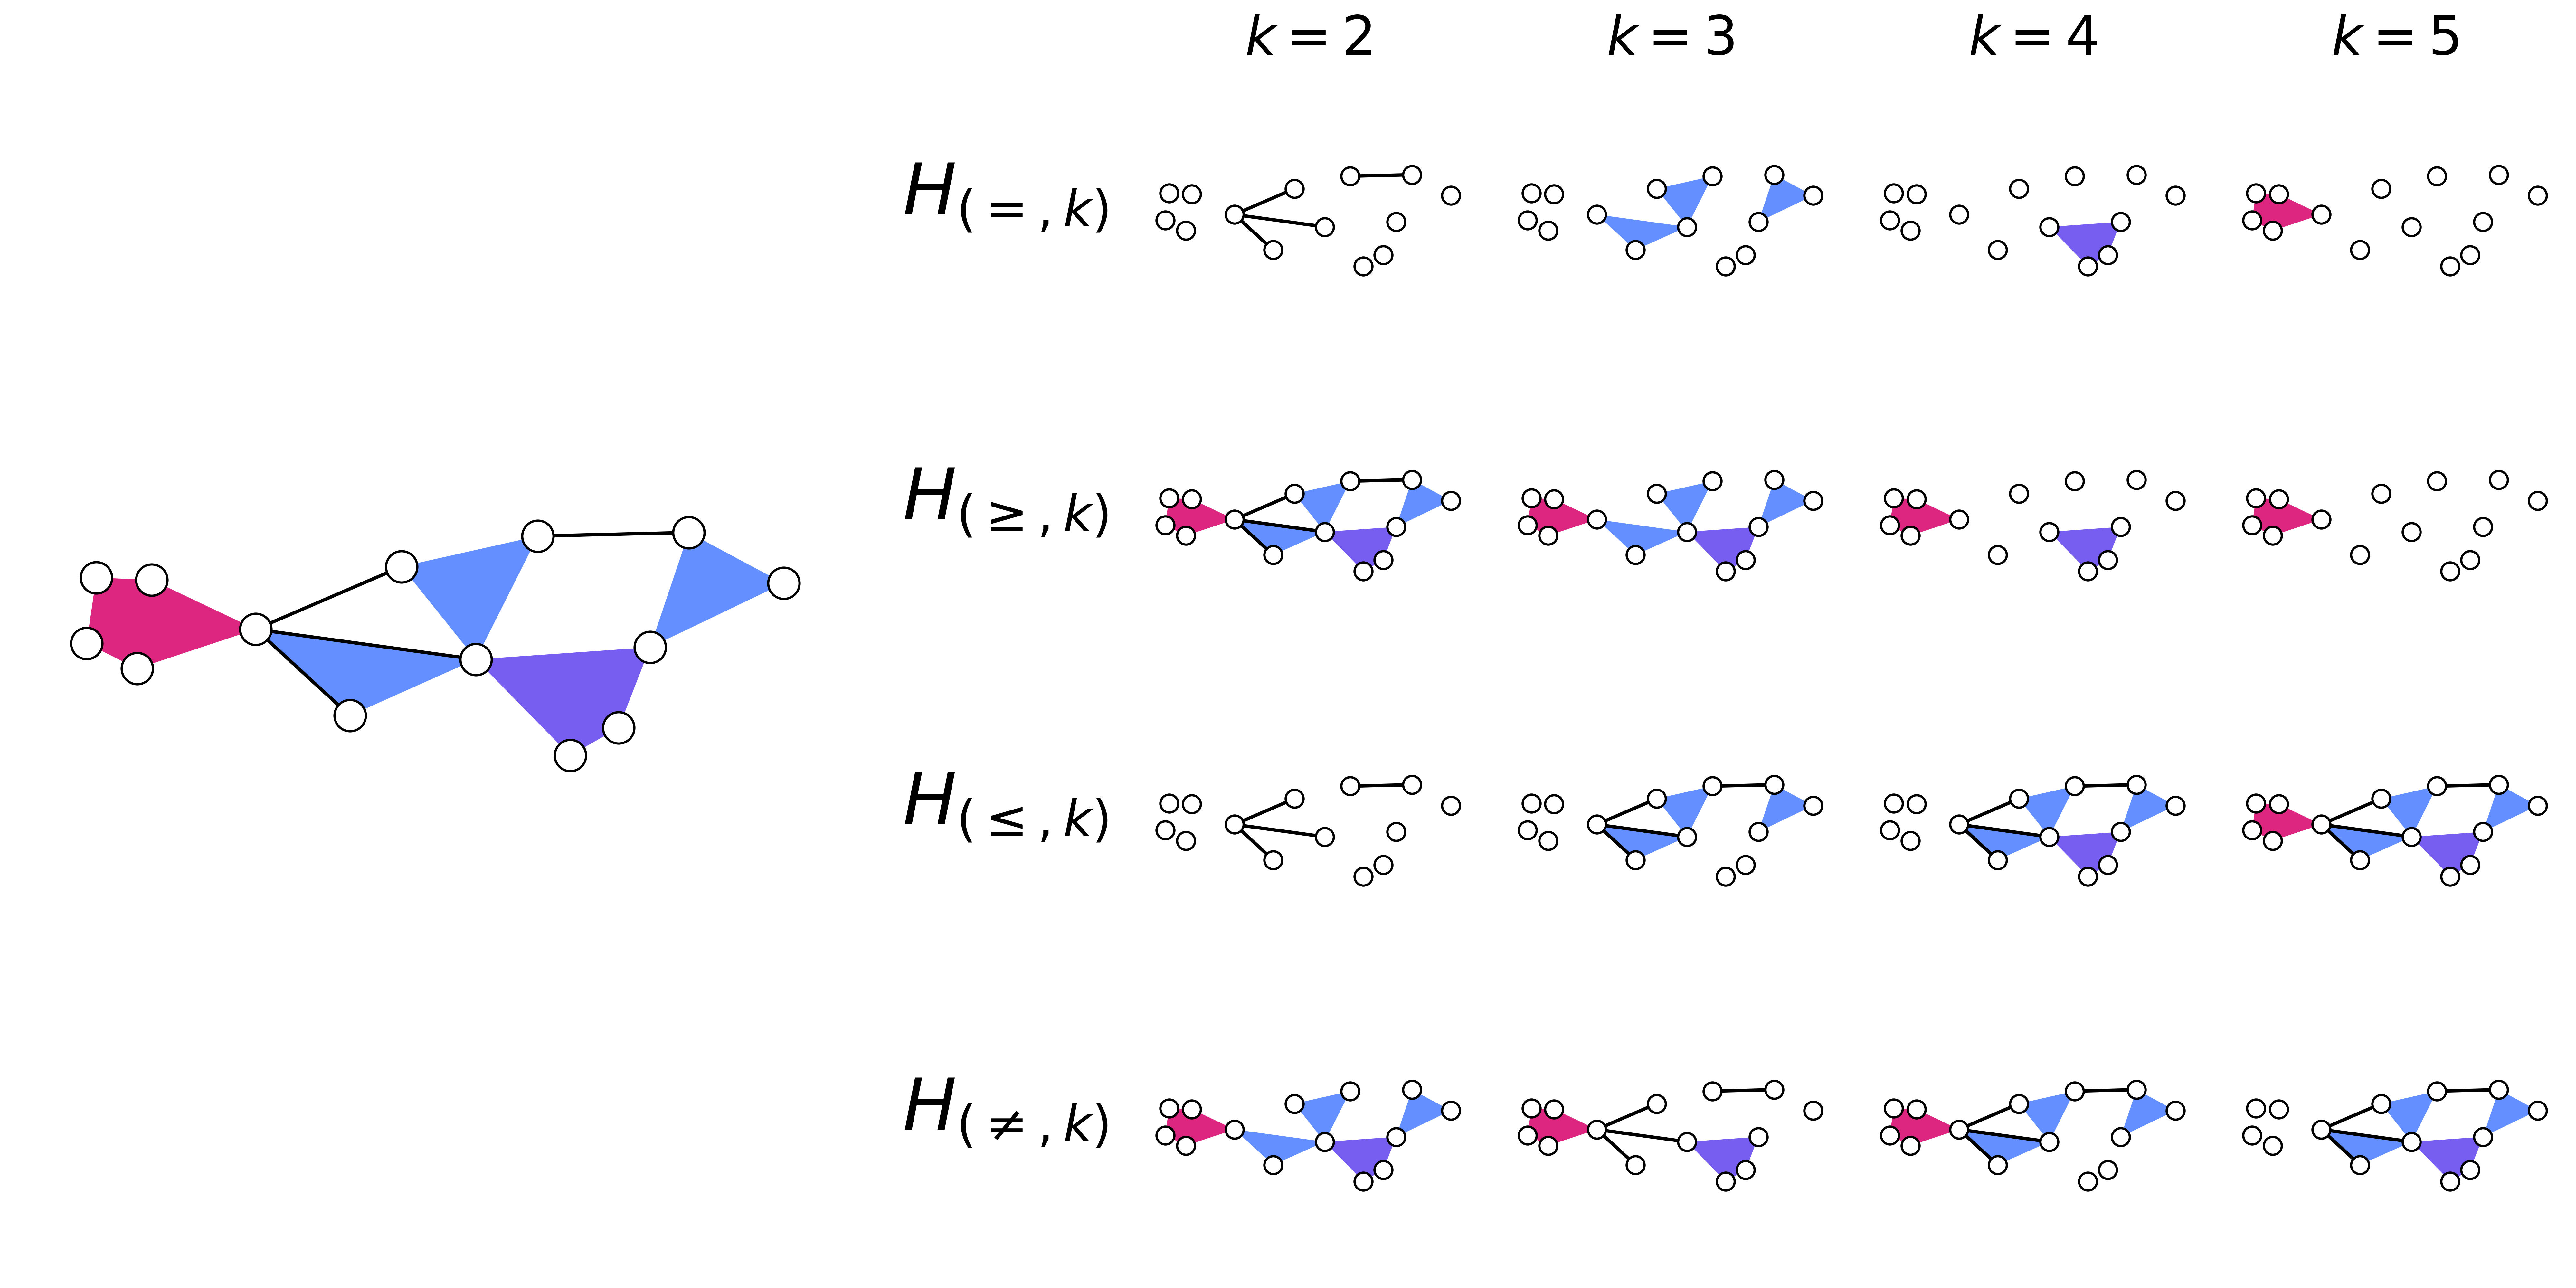 k = 2 k = 3 k = 4 k = 5
H(=, k)
H(≥, k)
H(≤, k)
H(≠, k)